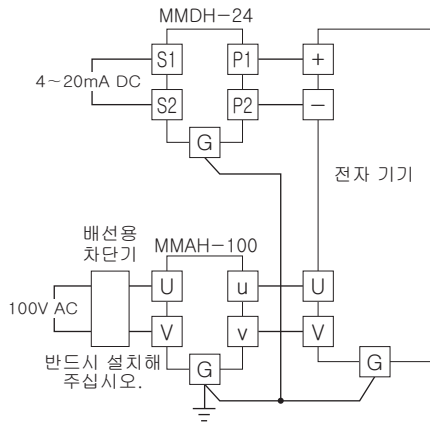 MMDH-24
S1
P1
+
4~20mA DC
S2
P2
-
G
전자 기기
배선용
차단기
MMAH-100
U
u
U
100V AC
V
v
V
반드시 설치해
주십시오.
G
G